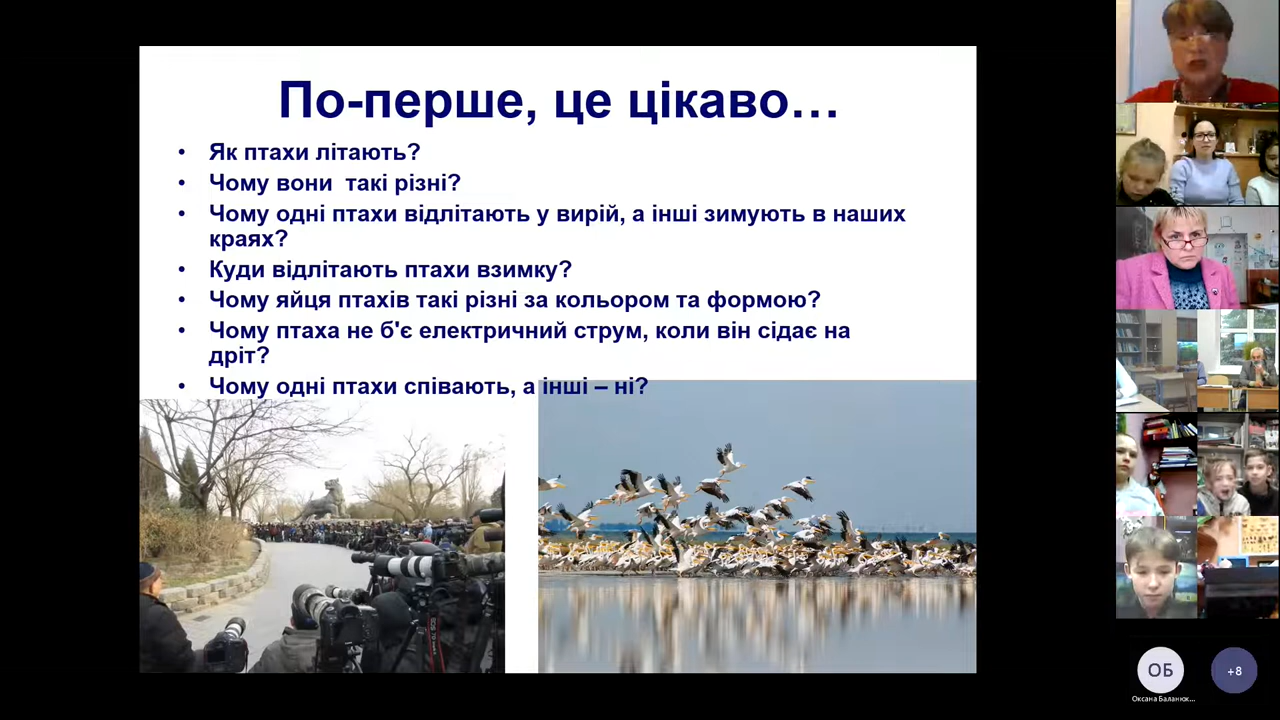 По-перше, це цікаво…
• Як птахи літають?
• Чому вони  такі різні?
• Чому одні птахи відлітають у вирій, а інші зимують в наших
краях?
• Куди відлітають птахи взимку?
• Чому яйця птахів такі різні за кольором та формою?
• Чому птаха не б'є електричний струм, коли він сідає на
дріт?
• Чому одні птахи співають, а інші – ні?
ОБ
+8
Оксана Баланюк...